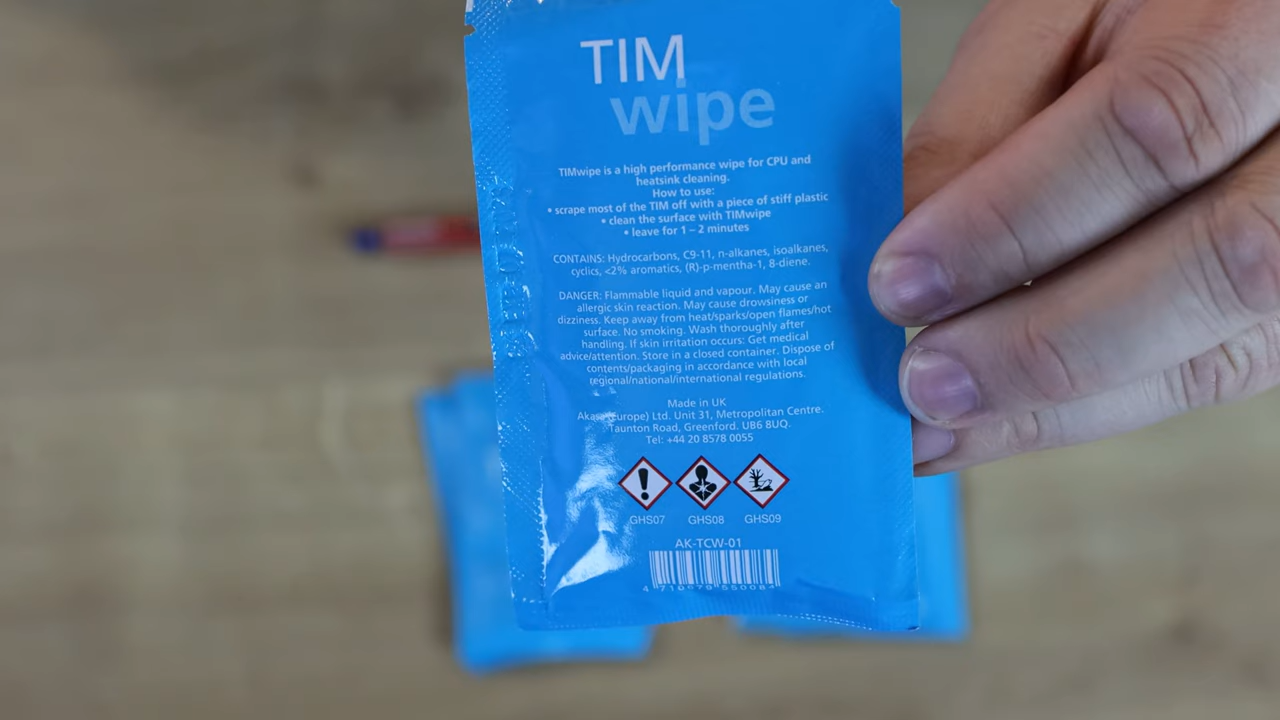 TIM
wipe
TIMwipe is a high performance wipe for CPU and
heatsink cleaning.
How to use:
• scrape most of the TIM off with a piece of stiff plastic
• clean the surface with TIMwipe
• leave for 1 – 2 minutes
CONTAINS: Hydrocarbons, C9-11, n-alkanes, isoalkanes,
cyclics, <2% aromatics, (R)-p-mentha-1, 8-diene.
DANGER: Flammable liquid and vapour. May cause an
allergic skin reaction. May cause drowsiness or
dizziness. Keep away from heat/sparks/open flames/hot
surface. No smoking. Wash thoroughly after
handling. If skin irritation occurs: Get medical
advice/attention. Store in a closed container. Dispose of
contents/packaging in accordance with local
regional/national/international regulations.
Made in UK
Akasa (Europe) Ltd. Unit 31, Metropolitan Centre.
Taunton Road, Greenford. UB6 8UQ.
Tel: +44 20 8578 0055
GHS07 GHS08 GHS09
AK-TCW-01